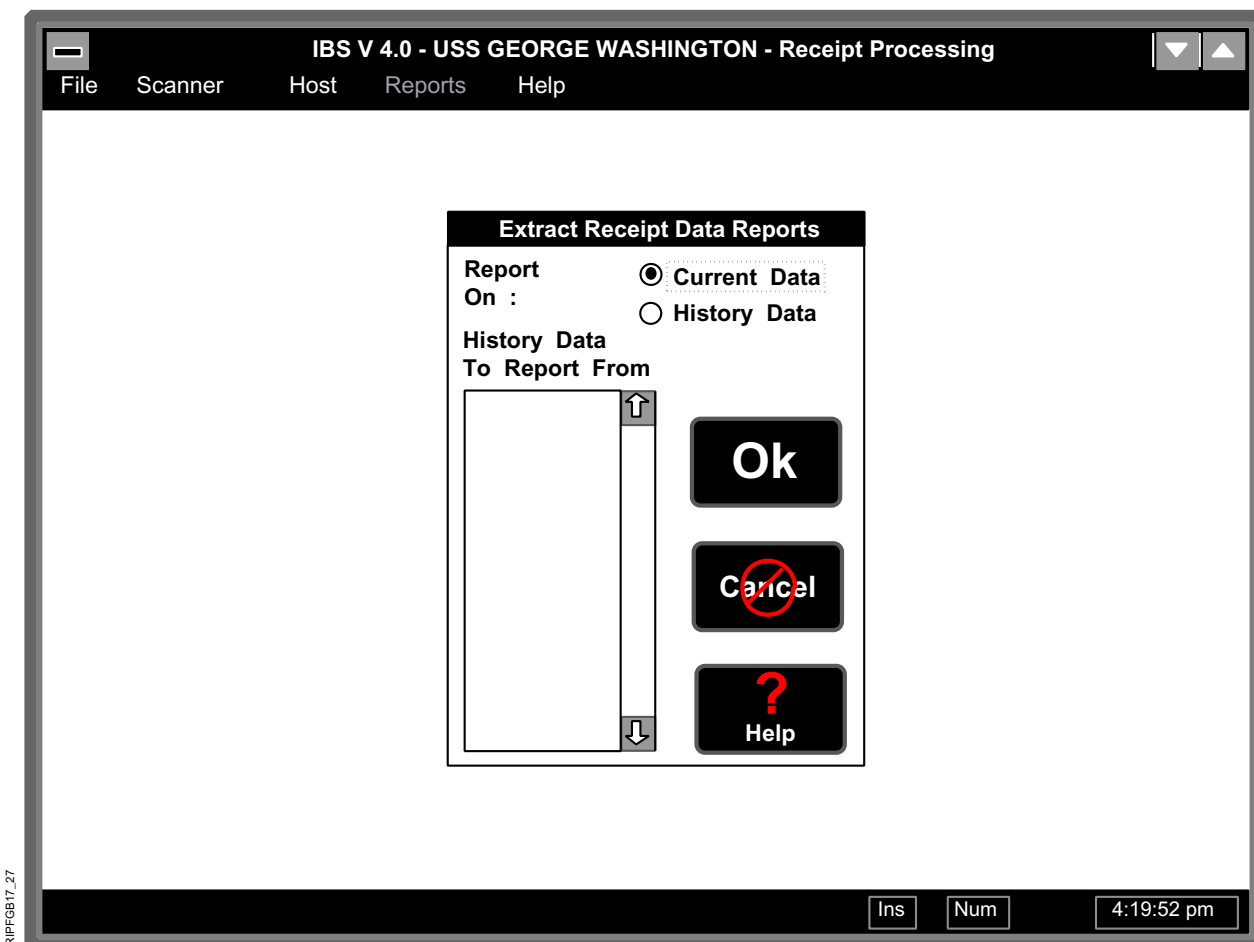 IBS V 4.0 - USS GEORGE WASHINGTON - Receipt Processing
File Scanner Host Reports Help
Extract Receipt Data Reports
Report
On :
Current Data
History Data
History Data
To Report From
Ok
Cancel
?
Help
RIPFGB17_27
Ins Num 4:19:52 pm